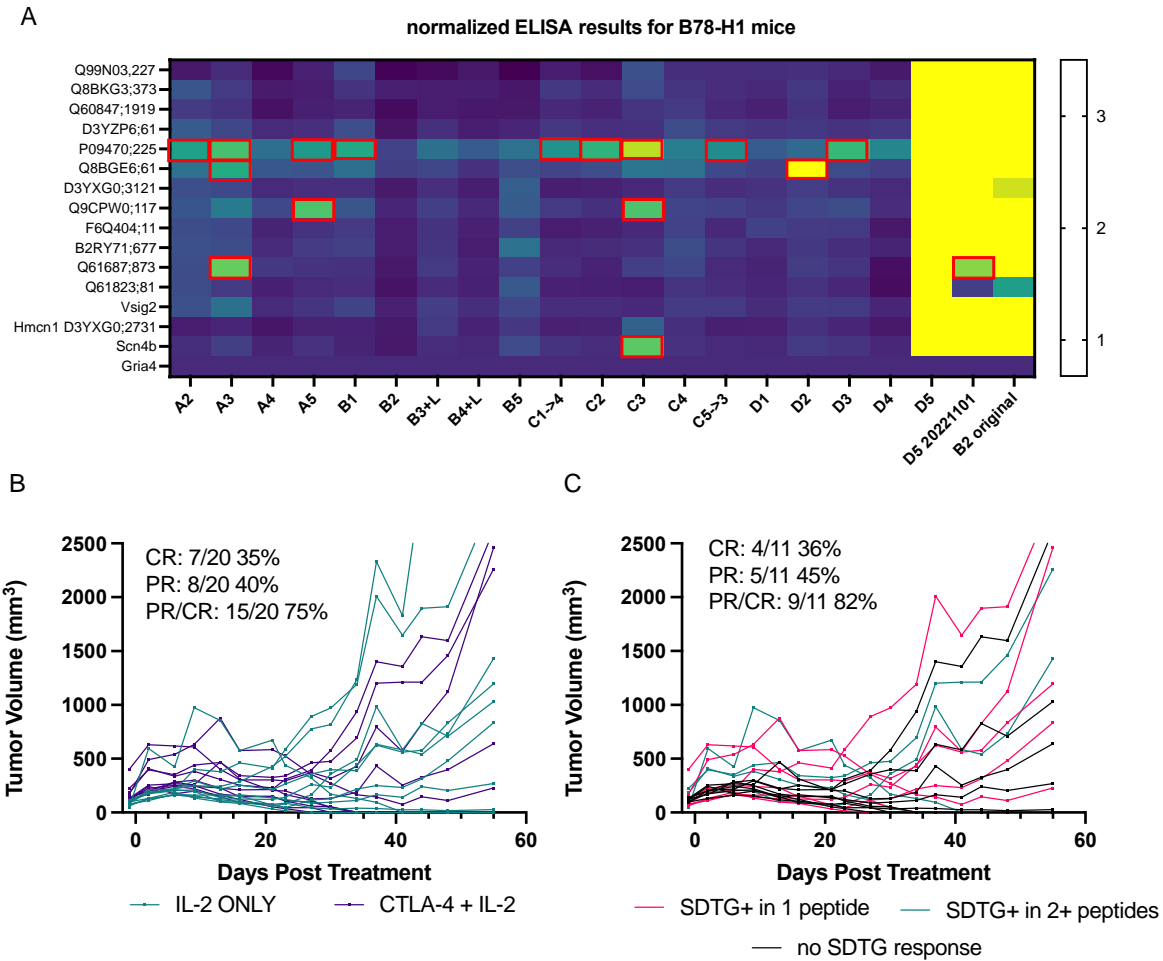 A
normalized ELISA results for B78-H1 mice
Q99N03,227
Q8BKG3;373
Q60847;1919
D3YZP6;61
P09470;225
Q8BGE6;61
D3YXG0;3121
Q9CPW0;117
F6Q404;11
B2RY71;677
Q61687;873
Q61823;81
Vsig2
Hmcn1 D3YXG0;2731
Scn4b
Gria4
3
2
1
A2 A3 A4 A5 B1 B2 B3+L B4+L B5 C1->4 C2 C3 C4 C5->3 D1 D2 D3 D4 D5 D5 20221101 B2 original
B
CR: 7/20 35%
PR: 8/20 40%
PR/CR: 15/20 75%
Tumor Volume (mm3)
2500
2000
1500
1000
500
0
0 20 40 60
Days Post Treatment
IL-2 ONLY CTLA-4 + IL-2
C
CR: 4/11 36%
PR: 5/11 45%
PR/CR: 9/11 82%
Tumor Volume (mm3)
2500
2000
1500
1000
500
0
0 20 40 60
Days Post Treatment
SDTG+ in 1 peptide SDTG+ in 2+ peptides
no SDTG response